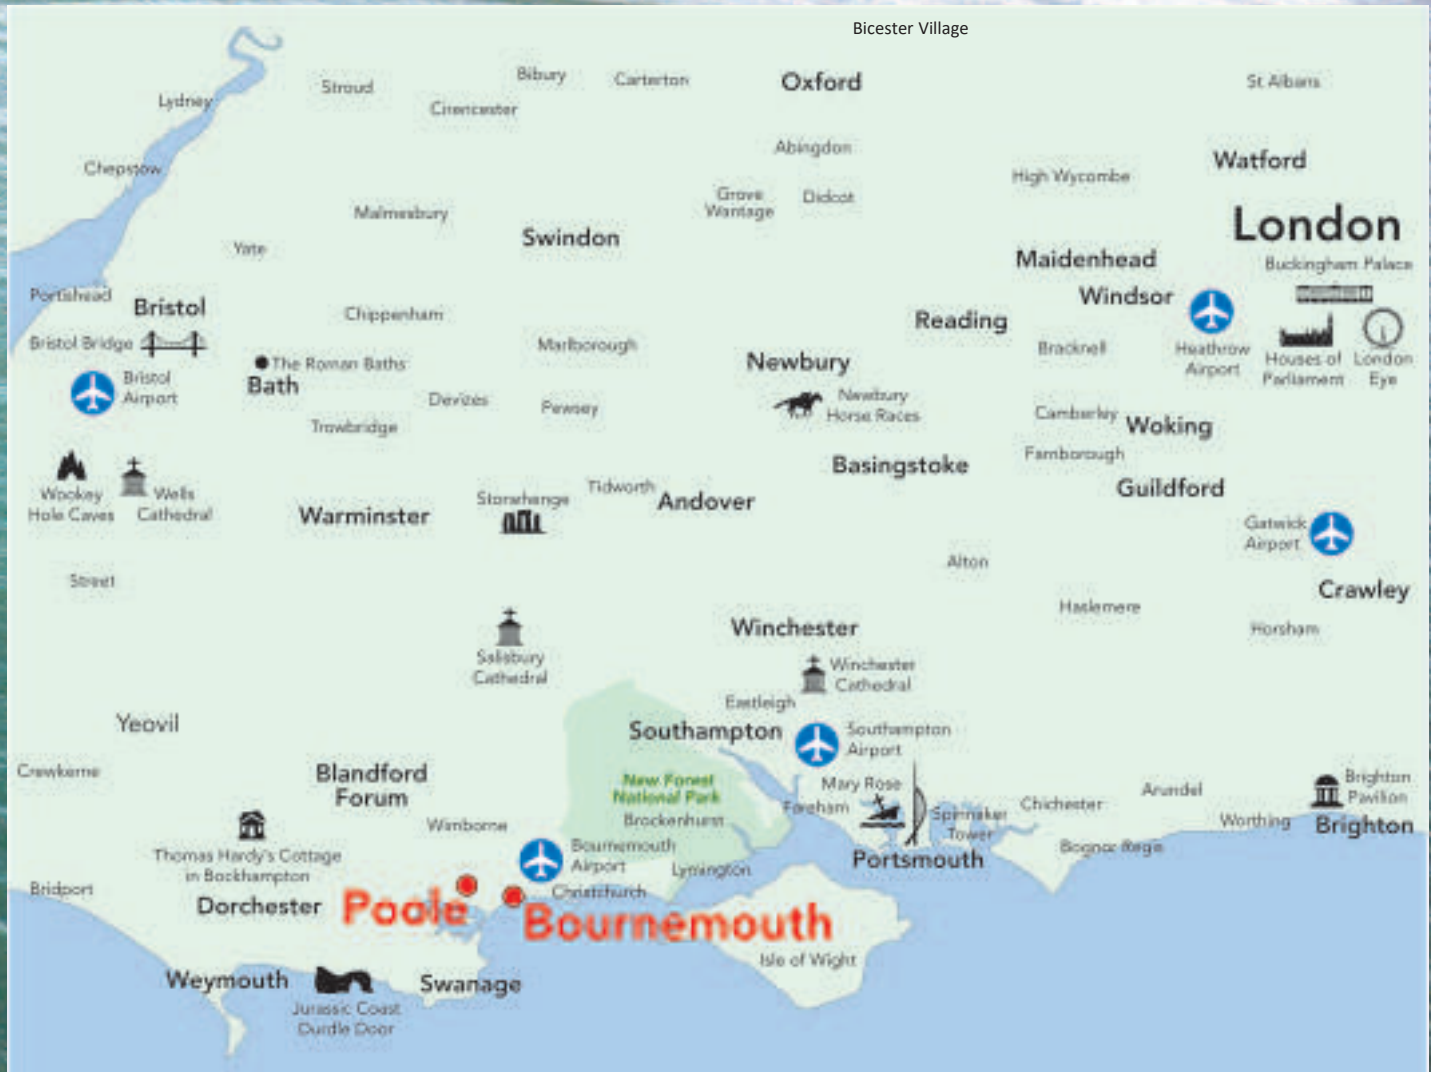 Bicester Village
Bibury
Carterton
Oxford
St Albans
Stroud
Lydney
Cirencester
Abingdon
Watford
Chepstow
High Wycombe
Grove
Wantage
Didcot
Malmesbury
London
Swindon
Yate
Maidenhead
Buckingham Palace
Portishead
Bristol
Windsor
Chippenham
Reading
Bristol Bridge
Marlborough
Bracknell
Heathrow
Airport
Houses of
Parliament
London
Eye
The Roman Baths
Bath
Newbury
Bristol
Airport
Devizes
Pewsey
Newbury
Horse Races
Camberley
Woking
Trowbridge
Farnborough
Basingstoke
Wookey
Hole Caves
Wells
Cathedral
Stonehenge
Tidworth
Andover
Guildford
Warminster
Gatwick
Airport
Alton
Street
Crawley
Haslemere
Winchester
Horsham
Salisbury
Cathedral
Winchester
Cathedral
Eastleigh
Yeovil
Southampton
Southampton
Airport
Crewkerne
Blandford
Forum
New Forest
National Park
Mary Rose
Fareham
Spinnaker
Tower
Chichester
Arundel
Brighton
Pavilion
Wimborne
Brockenhurst
Worthing
Brighton
Thomas Hardy's Cottage
in Bockhampton
Bournemouth
Airport
Lymington
Portsmouth
Bognor Regis
Bridport
Dorchester
Poole
Christchurch
Bournemouth
Isle of Wight
Weymouth
Swanage
Jurassic Coast
Durdle Door